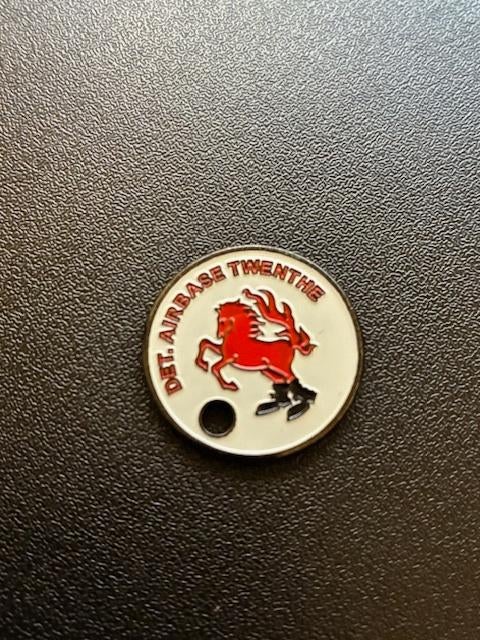 DET. AIRBASE TWENTHE